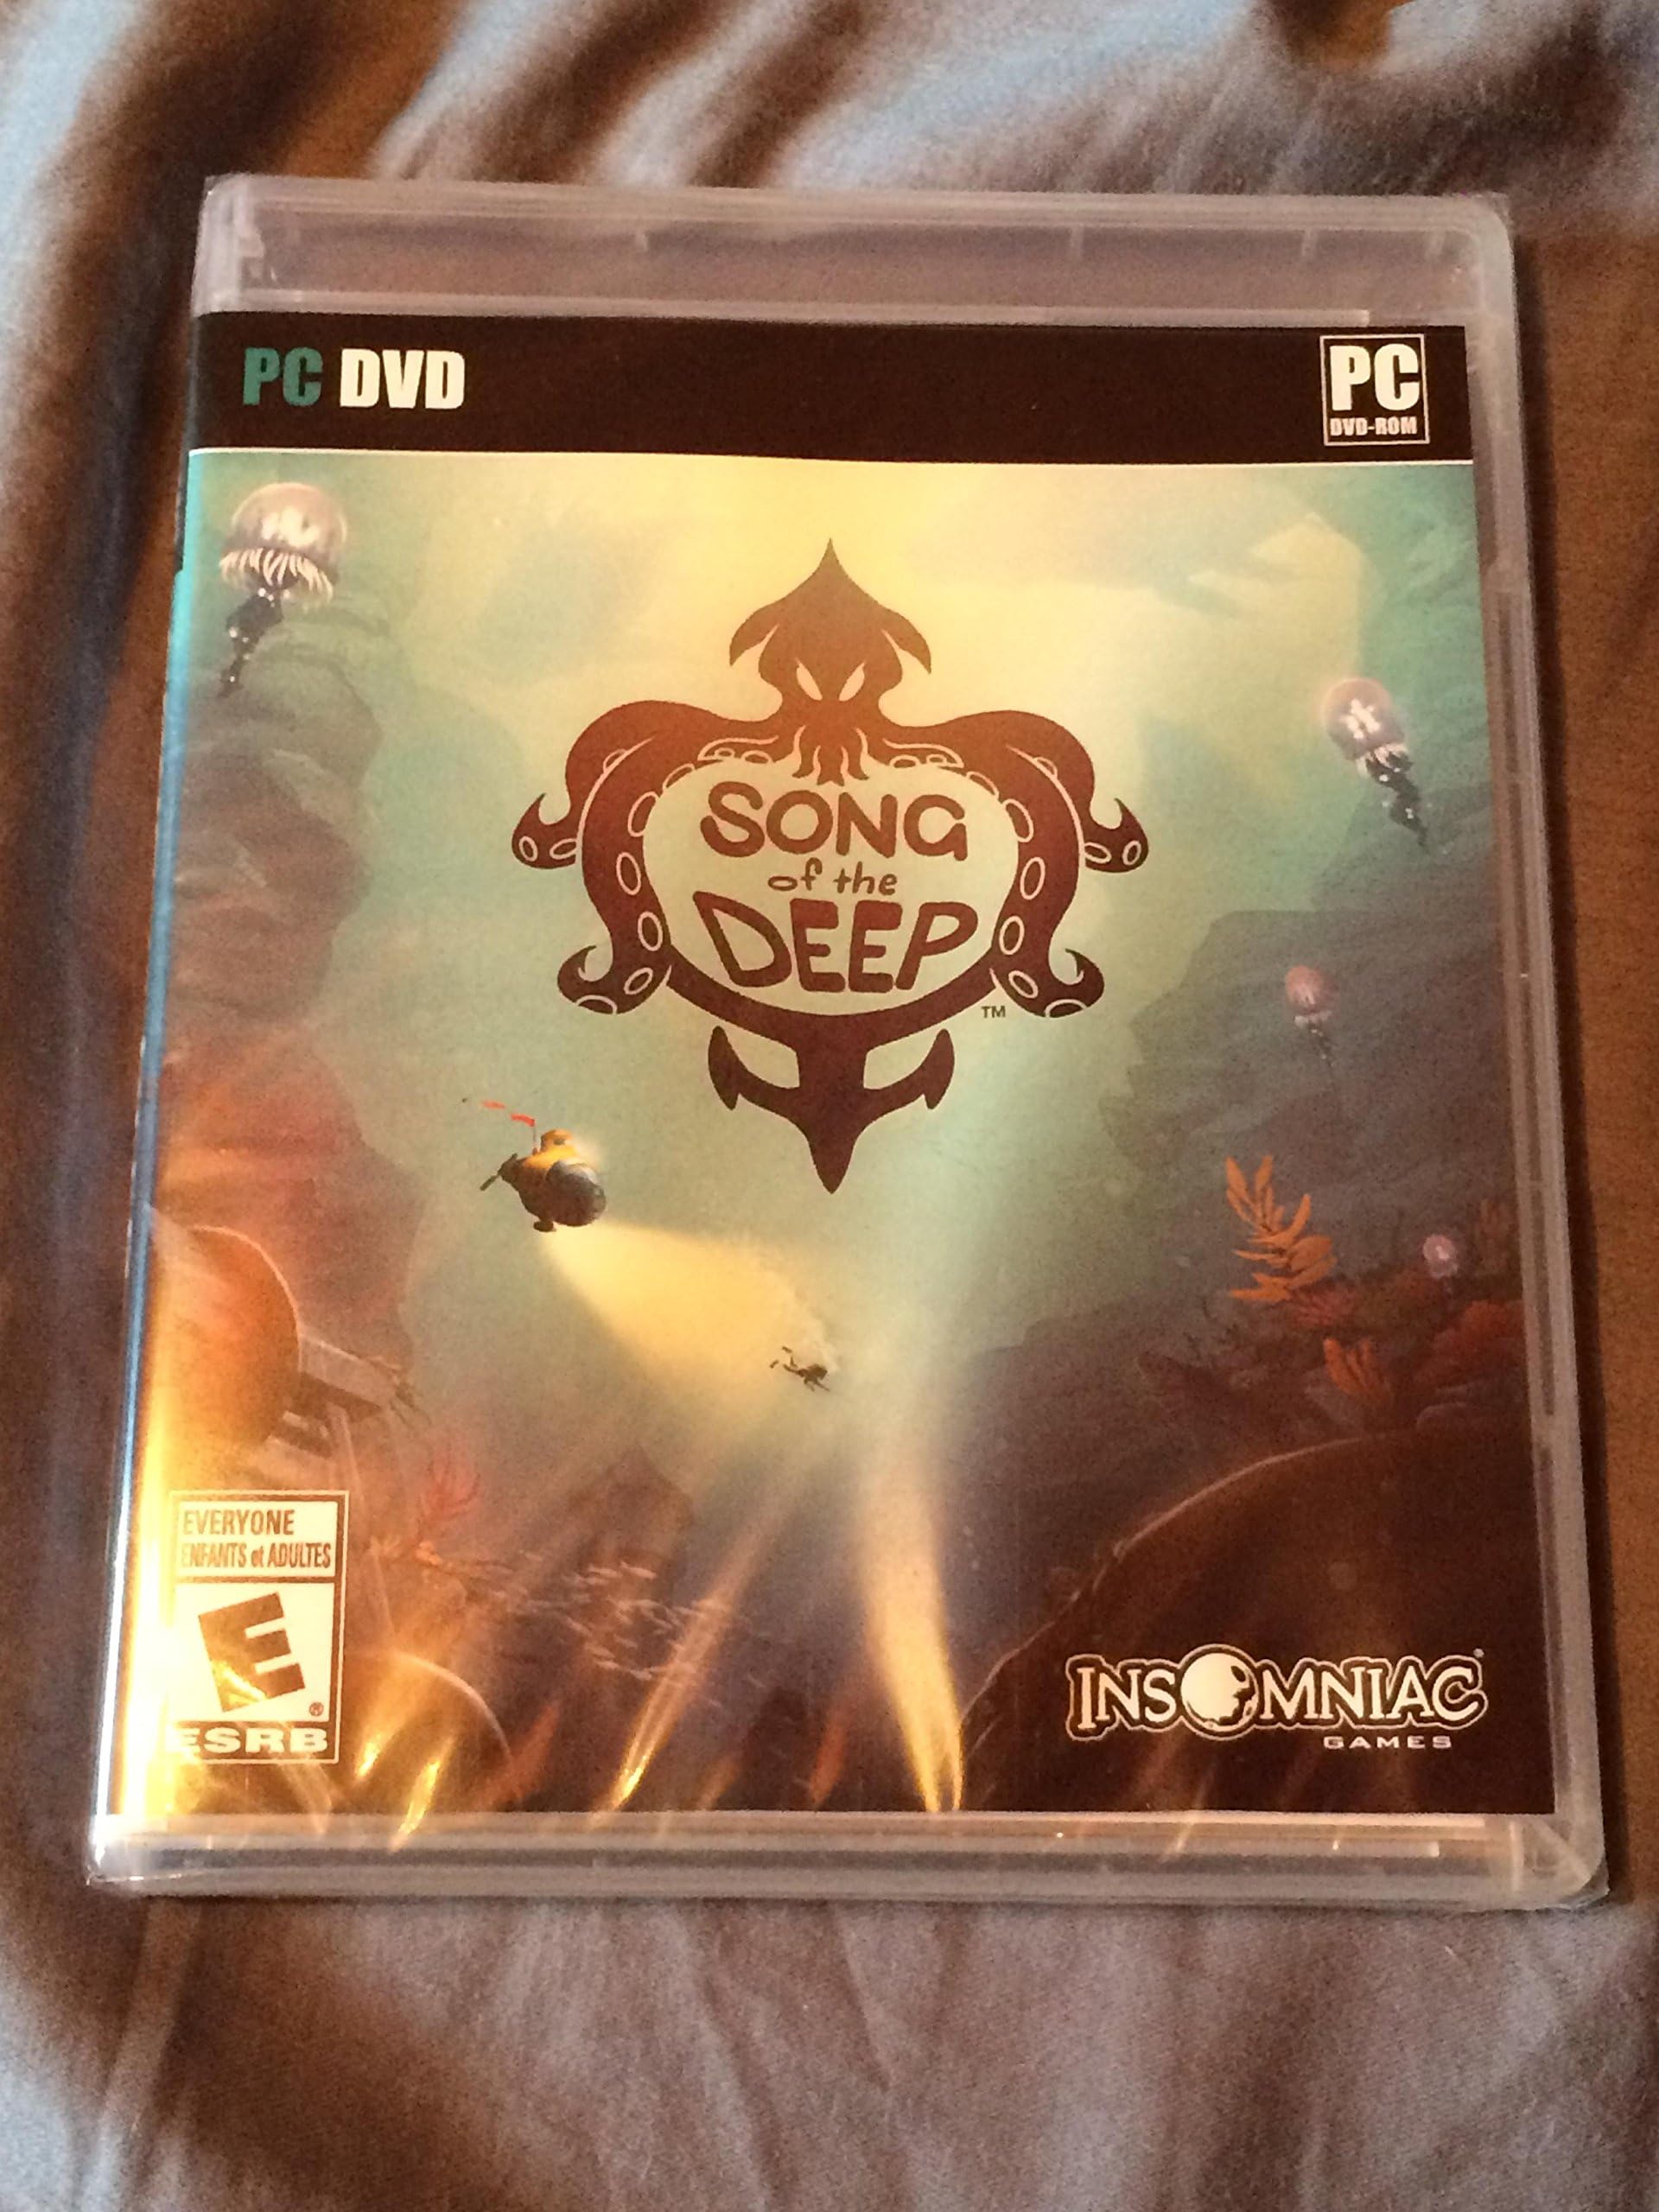 PC DVD
PC
DVD-ROM
SONG
of the
DEEP
TM
EVERYONE
ENFANTS et ADULTES
E
®
ESRB
INSOMNIAC®
GAMES